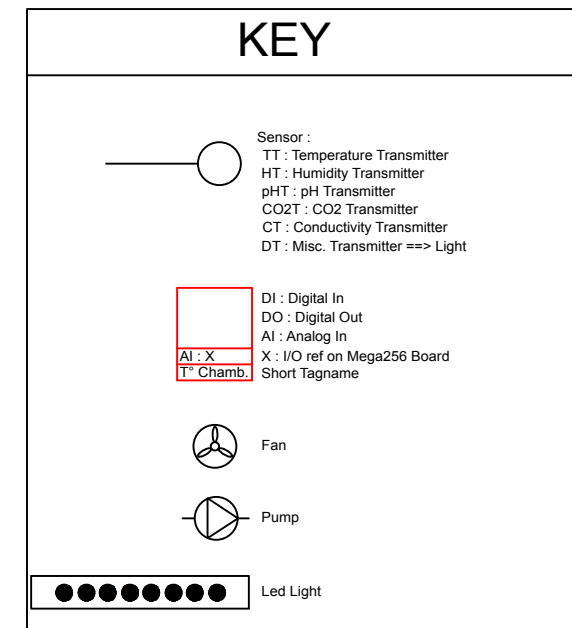 KEY
Sensor :
TT : Temperature Transmitter
HT : Humidity Transmitter
pHT : pH Transmitter
CO2T : CO2 Transmitter
CT : Conductivity Transmitter
DT : Misc. Transmitter ==> Light
DI : Digital In
DO : Digital Out
AI : Analog In
AI : X
X : I/O ref on Mega256 Board
T° Chamb.
Short Tagname
Fan
Pump
Led Light